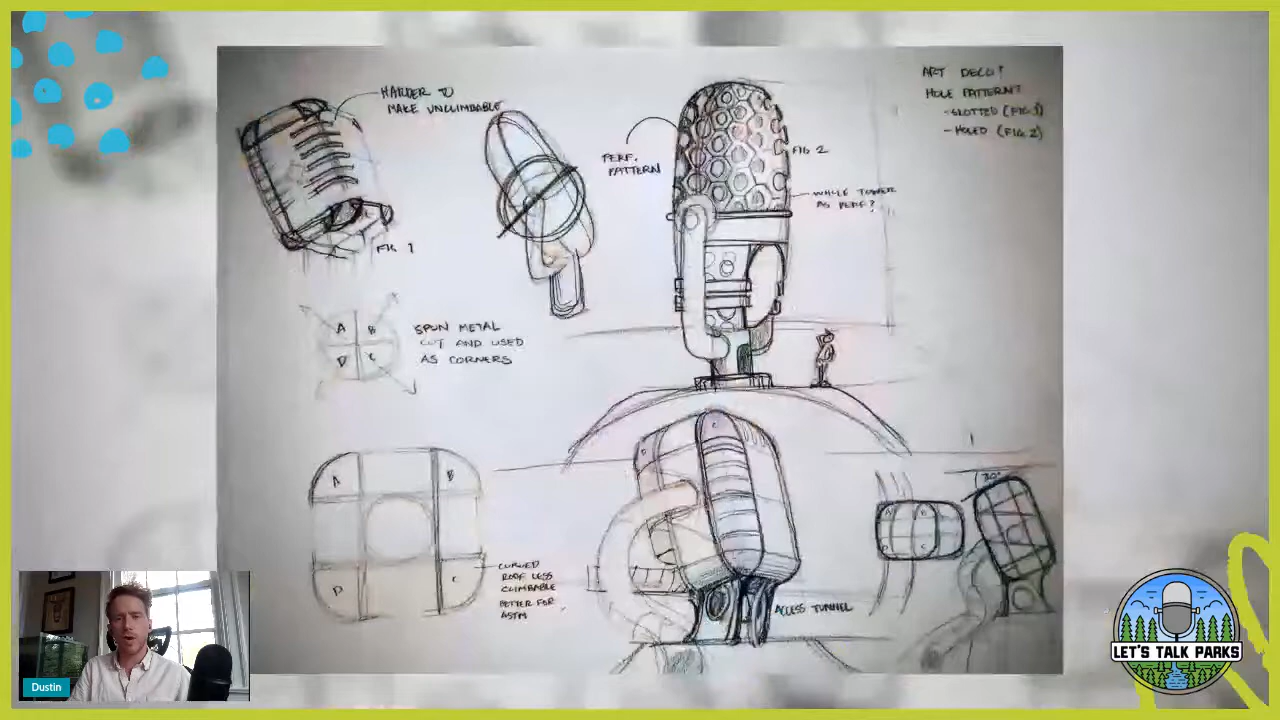 HARDER TO
MAKE UNCLIMBABLE
FIG 1
PERF.
PATTERN
FIG 2
WHOLE TOWER
AS PERF?
ART DECO?
HOLE PATTERN?
- SLOTTED (FIG 1)
- HOLED (FIG 2)
A B
D C
SPUN METAL
CUT AND USED
AS CORNERS
A B
D C
CURVED
ROOF LESS
CLIMBABLE
BETTER FOR
ASTM
ACCESS TUNNEL
30°
Dustin
LET'S TALK PARKS